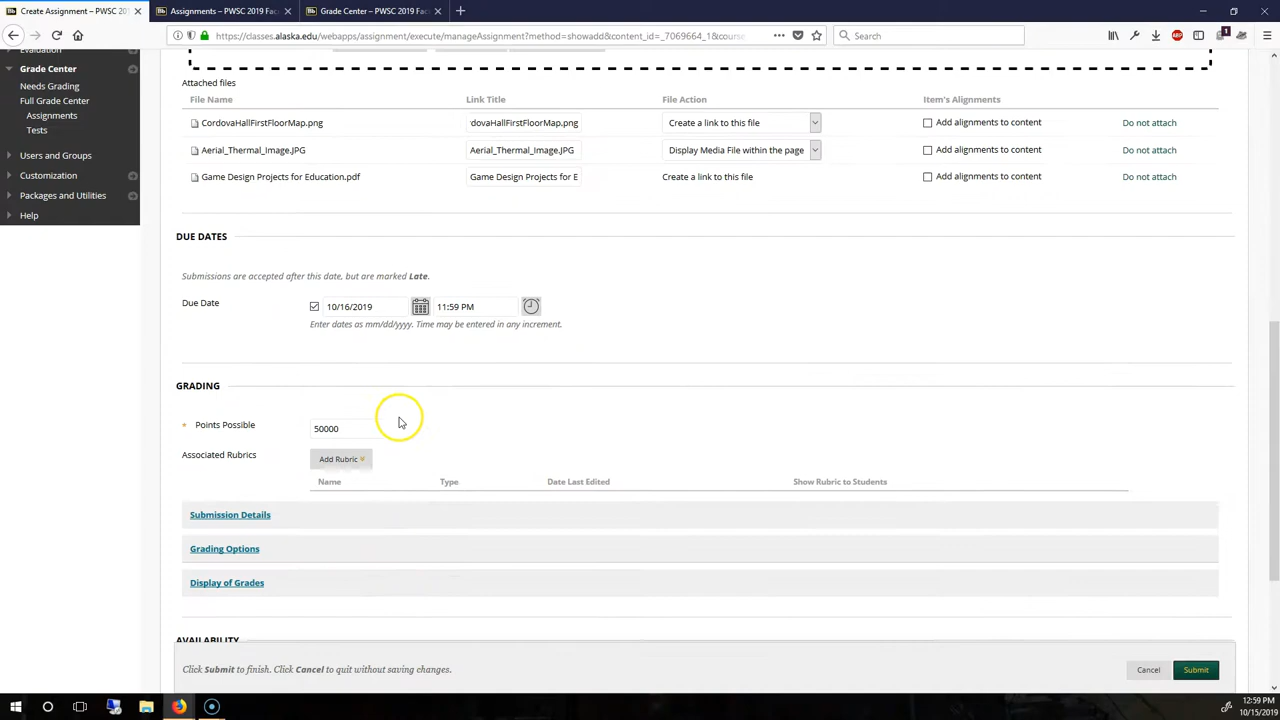 Create Assignment – PWSC 201
Assignments – PWSC 2019 Fac
Grade Center – PWSC 2019 Fac
https://classes.alaska.edu/webapps/assignment/execute/manageAssignment?method=showadd&content_id=_7069664_1&cours
Search
1
ABP
Evaluation
Grade Center
Needs Grading
Full Grade Center
Assignments
Tests
Users and Groups
Customization
Packages and Utilities
Help
Attached files
File Name Link Title File Action Item's Alignments
CordovaHallFirstFloorMap.png dovaHallFirstFloorMap.png Create a link to this file Add alignments to content Do not attach
Aerial_Thermal_Image.JPG Aerial_Thermal_Image.JPG Display Media File within the page Add alignments to content Do not attach
Game Design Projects for Education.pdf Game Design Projects for E Create a link to this file Add alignments to content Do not attach
DUE DATES
Submissions are accepted after this date, but are marked Late.
Due Date 10/16/2019 11:59 PM
Enter dates as mm/dd/yyyy. Time may be entered in any increment.
GRADING
* Points Possible 50000
Associated Rubrics Add Rubric
Name Type Date Last Edited Show Rubric to Students
Submission Details
Grading Options
Display of Grades
AVAILABILITY
Click Submit to finish. Click Cancel to quit without saving changes.
Cancel Submit
12:59 PM
10/15/2019